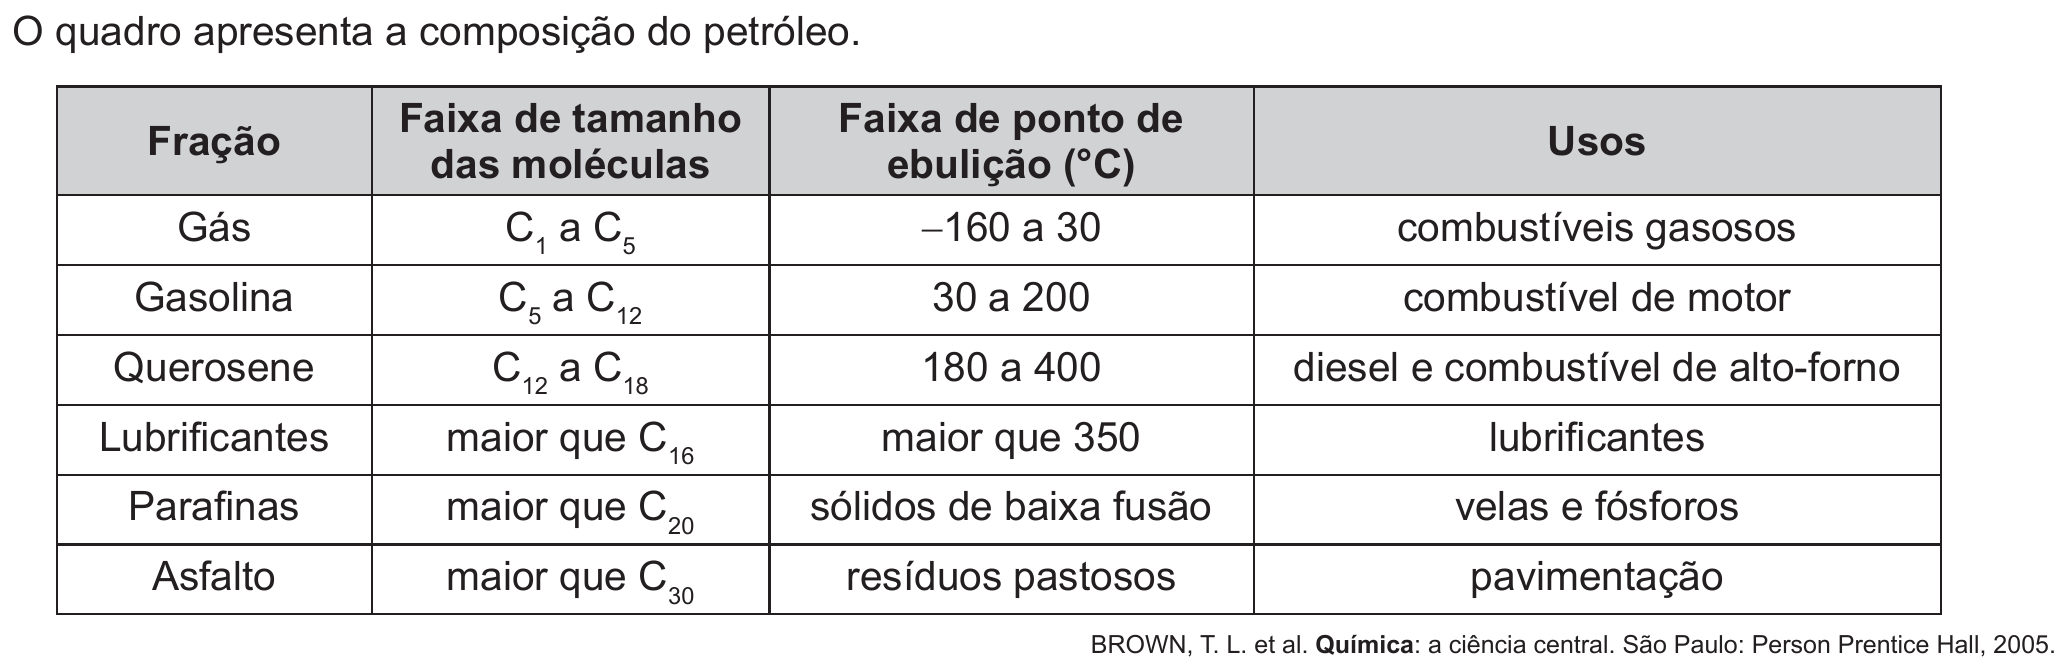 O quadro apresenta a composição do petróleo.
Fração | Faixa de tamanho das moléculas | Faixa de ponto de ebulição (°C) | Usos
Gás | C₁ a C₅ | –160 a 30 | combustíveis gasosos
Gasolina | C₅ a C₁₂ | 30 a 200 | combustível de motor
Querosene | C₁₂ a C₁₈ | 180 a 400 | diesel e combustível de alto-forno
Lubrificantes | maior que C₁₆ | maior que 350 | lubrificantes
Parafinas | maior que C₂₀ | sólidos de baixa fusão | velas e fósforos
Asfalto | maior que C₃₀ | resíduos pastosos | pavimentação
BROWN, T. L. et al. Química: a ciência central. São Paulo: Person Prentice Hall, 2005.